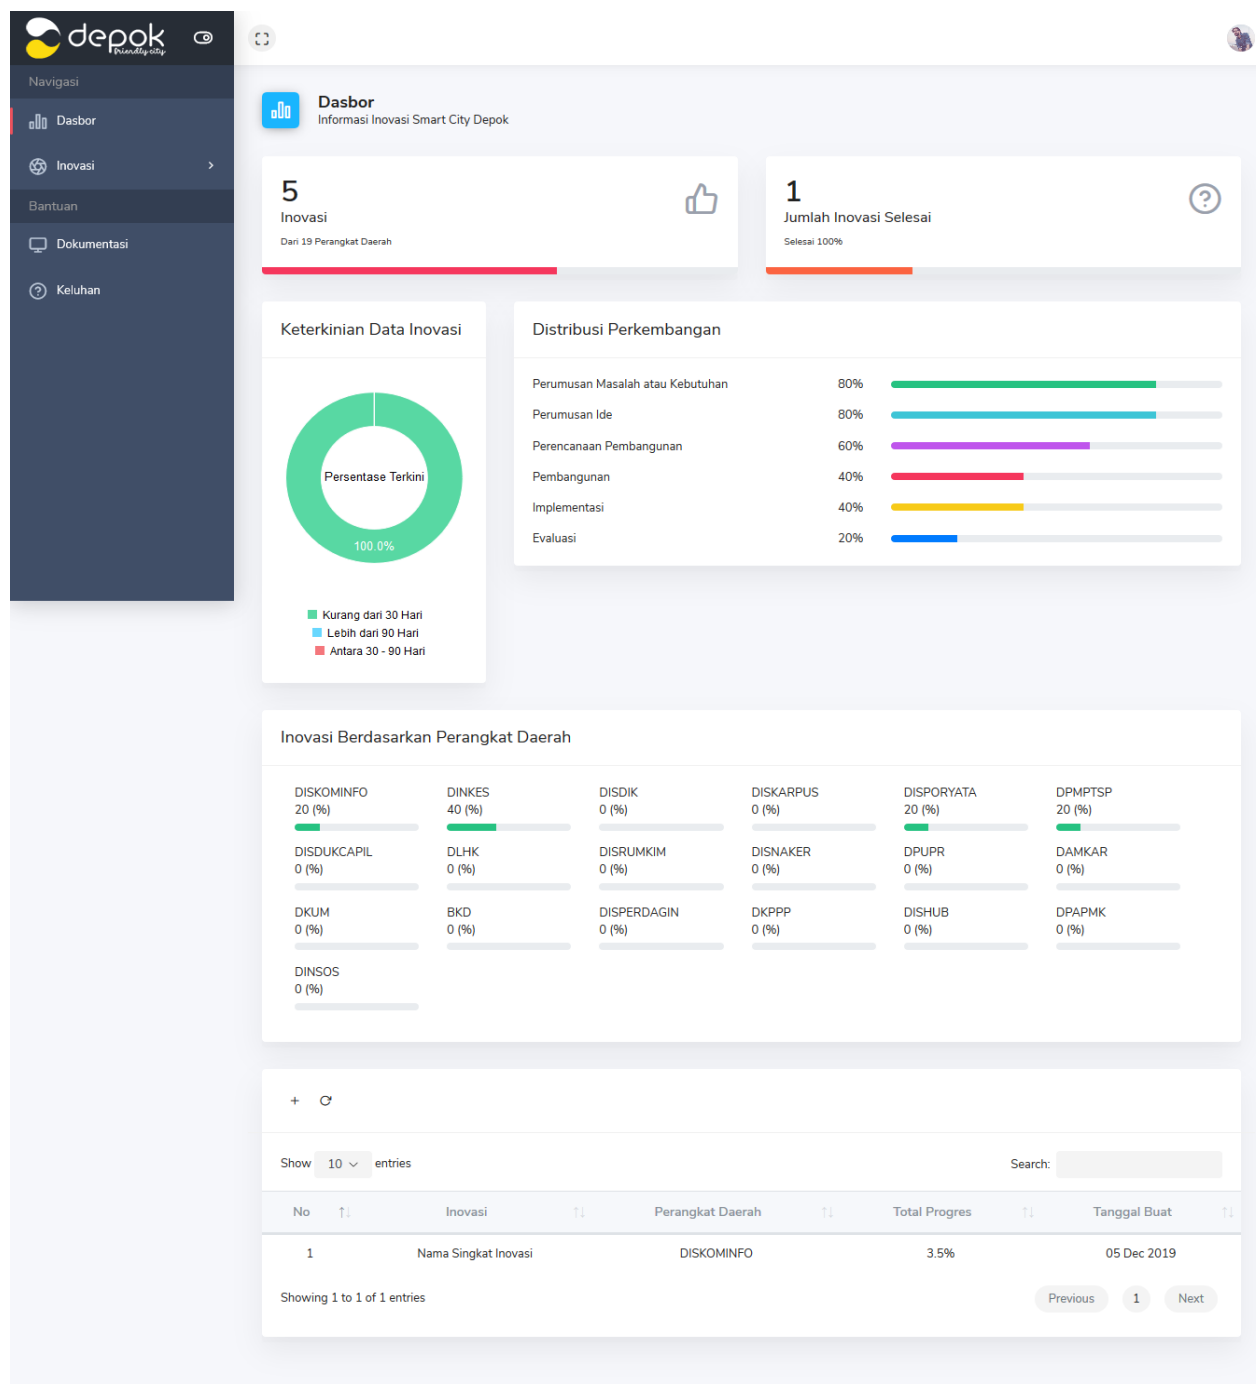 depok
friendly city
Navigasi
Dasbor
Inovasi
Bantuan
Dokumentasi
Keluhan
Dasbor
Informasi Inovasi Smart City Depok
5
Inovasi
Dari 19 Perangkat Daerah
1
Jumlah Inovasi Selesai
Selesai 100%
Keterkinian Data Inovasi
Persentase Terkini
100.0%
Kurang dari 30 Hari
Lebih dari 90 Hari
Antara 30 - 90 Hari
Distribusi Perkembangan
Perumusan Masalah atau Kebutuhan 80%
Perumusan Ide 80%
Perencanaan Pembangunan 60%
Pembangunan 40%
Implementasi 40%
Evaluasi 20%
Inovasi Berdasarkan Perangkat Daerah
DISKOMINFO DINKES DISDIK DISKARPUS DISPORYATA DPMPTSP
20 (%) 40 (%) 0 (%) 0 (%) 20 (%) 20 (%)
DISDUKCAPIL DLHK DISRUMKIM DISNAKER DPUPR DAMKAR
0 (%) 0 (%) 0 (%) 0 (%) 0 (%) 0 (%)
DKUM BKD DISPERDAGIN DKPPP DISHUB DPAPMK
0 (%) 0 (%) 0 (%) 0 (%) 0 (%) 0 (%)
DINSOS
0 (%)
Show 10 entries Search:
No Inovasi Perangkat Daerah Total Progres Tanggal Buat
1 Nama Singkat Inovasi DISKOMINFO 3.5% 05 Dec 2019
Showing 1 to 1 of 1 entries Previous 1 Next